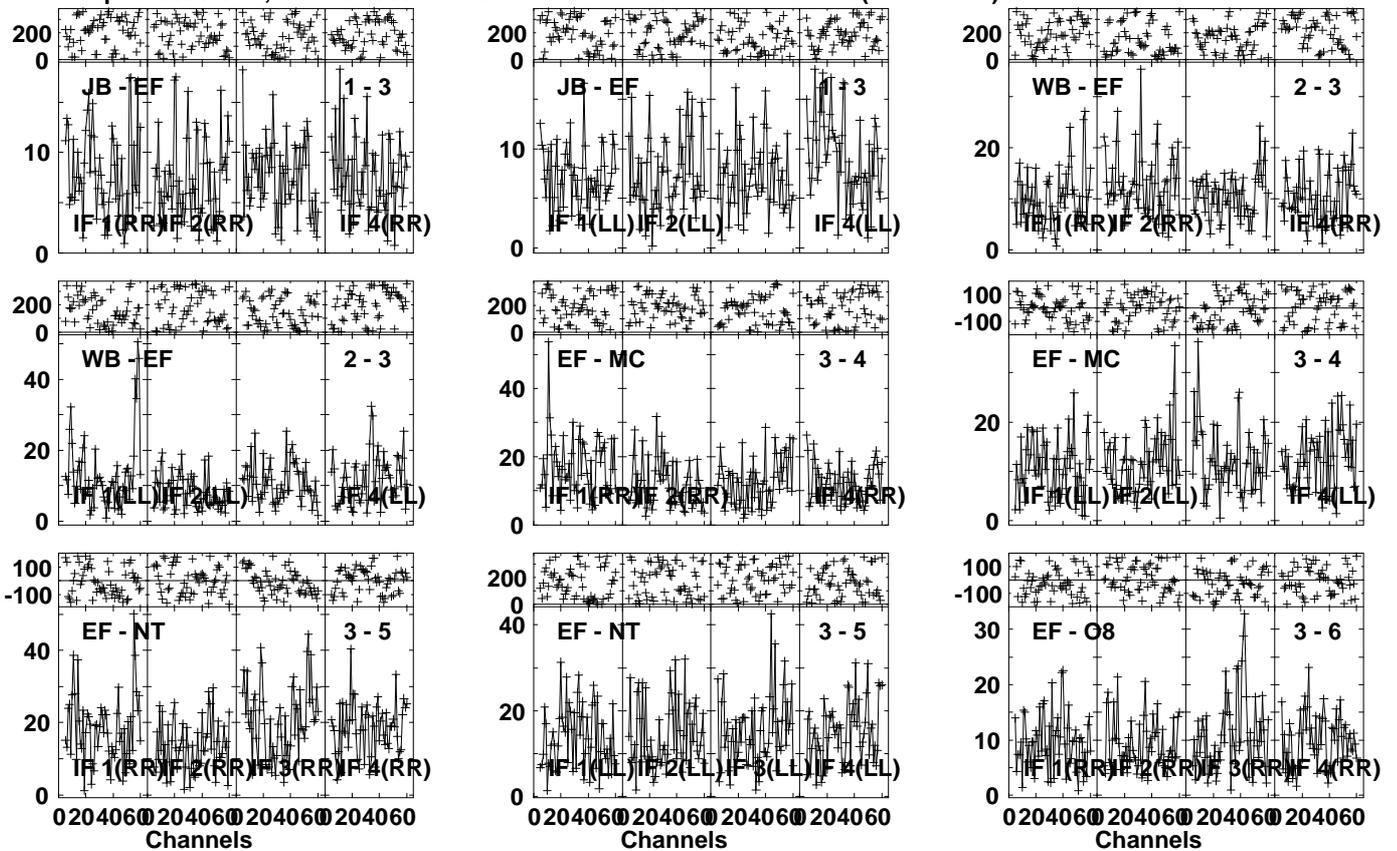 200 200 200
0 0 0
JB - EF 1 - 3 JB - EF 1 - 3 WB - EF 2 - 3
10 10 20
IF 1(RR) IF 2(RR) IF 4(RR) IF 1(LL) IF 2(LL) IF 4(LL) IF 1(RR) IF 2(RR) IF 4(RR)
0 0 0
200 200 100
0 0 -100
WB - EF 2 - 3 EF - MC 3 - 4 EF - MC 3 - 4
40 40
20 20 20
IF 1(LL) IF 2(LL) IF 4(LL) IF 1(RR) IF 2(RR) IF 4(RR) IF 1(LL) IF 2(LL) IF 4(LL)
0 0 0
100 200 100
-100 0 -100
EF - NT 3 - 5 EF - NT 3 - 5 EF - O8 3 - 6
40 40 30
20 20 20
10
IF 1(RR) IF 2(RR) IF 3(RR) IF 4(RR) IF 1(LL) IF 2(LL) IF 3(LL) IF 4(LL) IF 1(RR) IF 2(RR) IF 3(RR) IF 4(RR)
0 0 0
0 20 40 60 0 20 40 60 0 20 40 60 0 20 40 60 0 20 40 60 0 20 40 60 0 20 40 60 0 20 40 60 0 20 40 60 0 20 40 60 0 20 40 60 0 20 40 60
Channels Channels Channels